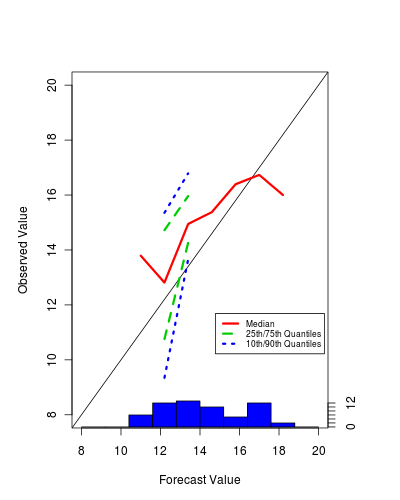 20
18
16
14
12
10
8
Observed Value
Median
25th/75th Quantiles
10th/90th Quantiles
12
0
8 10 12 14 16 18 20
Forecast Value